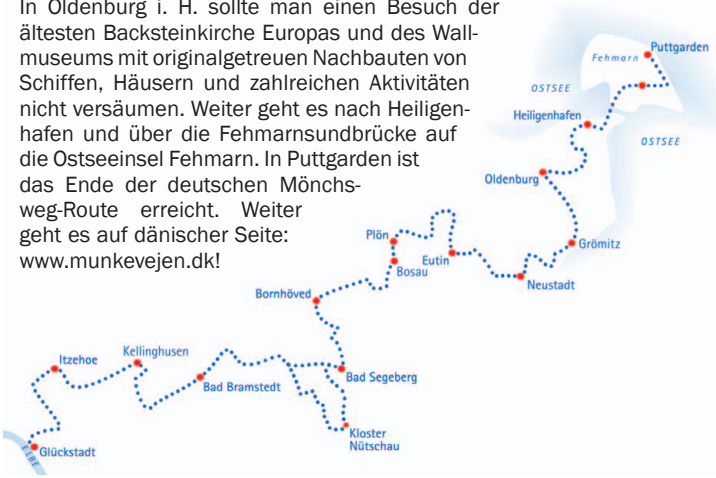 In Oldenburg i. H. sollte man einen Besuch der
ältesten Backsteinkirche Europas und des Wall-
museums mit originalgetreuen Nachbauten von
Schiffen, Häusern und zahlreichen Aktivitäten
nicht versäumen. Weiter geht es nach Heiligen-
hafen und über die Fehmarnsundbrücke auf
die Ostseeinsel Fehmarn. In Puttgarden ist
das Ende der deutschen Mönchs-
weg-Route erreicht. Weiter
geht es auf dänischer Seite:
www.munkevejen.dk!
Puttgarden
Fehmarn
OSTSEE
Heiligenhafen
OSTSEE
Oldenburg
Plön
Grömitz
Eutin
Bosau
Neustadt
Bornhöved
Kellinghusen
Itzehoe
Bad Segeberg
Bad Bramstedt
Kloster
Nütschau
Glückstadt
ELBE